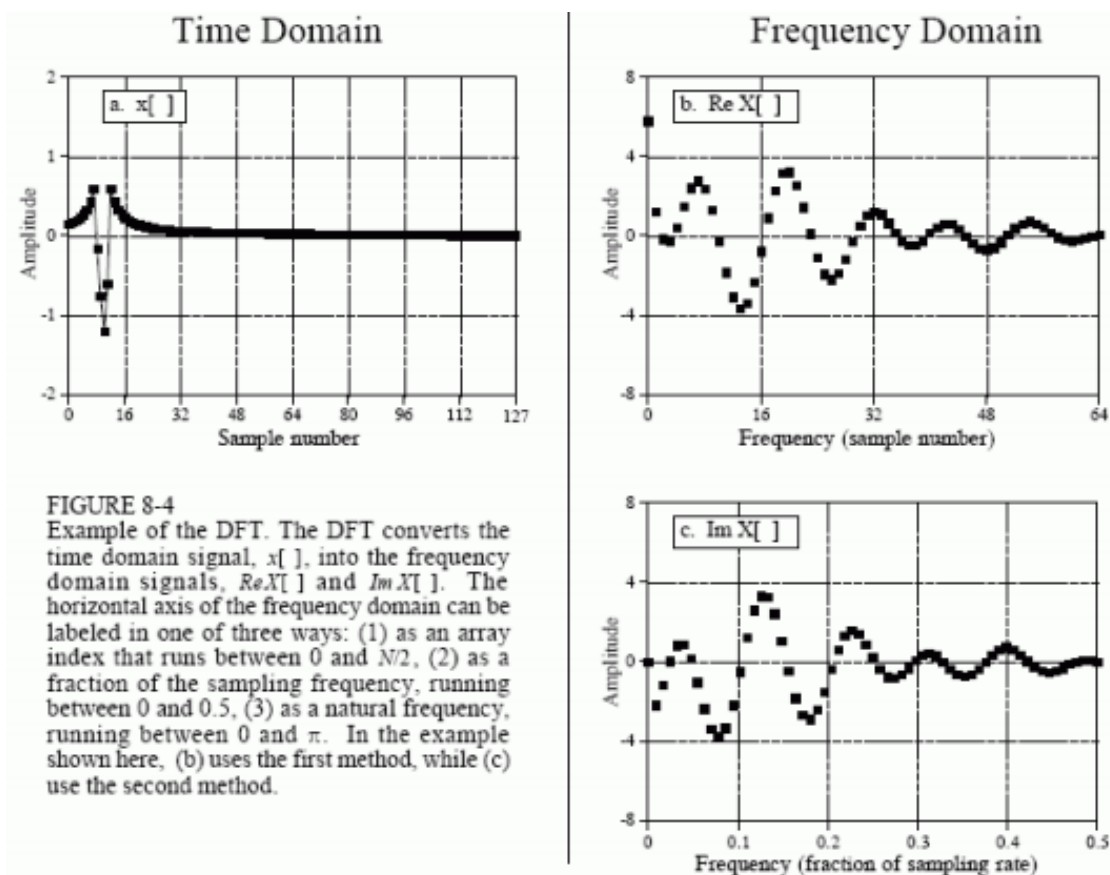 Time Domain
Frequency Domain
2
1
0
-1
-2
a. x[ ]
Amplitude
0 16 32 48 64 80 96 112 127
Sample number
8
4
0
-4
-8
b. Re X[ ]
Amplitude
0 16 32 48 64
Frequency (sample number)
FIGURE 8-4
Example of the DFT. The DFT converts the
time domain signal, x[ ], into the frequency
domain signals, ReX[ ] and ImX[ ]. The
horizontal axis of the frequency domain can be
labeled in one of three ways: (1) as an array
index that runs between 0 and N/2, (2) as a
fraction of the sampling frequency, running
between 0 and 0.5, (3) as a natural frequency,
running between 0 and π. In the example
shown here, (b) uses the first method, while (c)
use the second method.
8
4
0
-4
-8
c. Im X[ ]
Amplitude
0 0.1 0.2 0.3 0.4 0.5
Frequency (fraction of sampling rate)